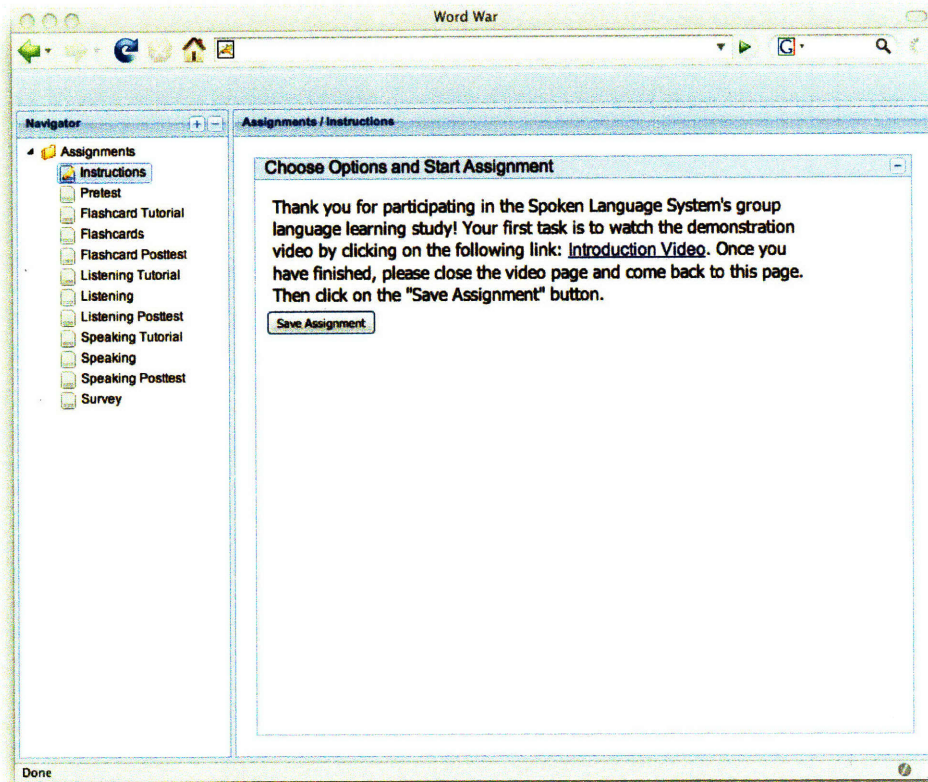 Word War
G
Navigator
Assignments / Instructions
Assignments
Instructions
Pretest
Flashcard Tutorial
Flashcards
Flashcard Posttest
Listening Tutorial
Listening
Listening Posttest
Speaking Tutorial
Speaking
Speaking Posttest
Survey
Choose Options and Start Assignment
Thank you for participating in the Spoken Language System's group
language learning study! Your first task is to watch the demonstration
video by clicking on the following link: Introduction Video. Once you
have finished, please close the video page and come back to this page.
Then click on the "Save Assignment" button.
Save Assignment
Done